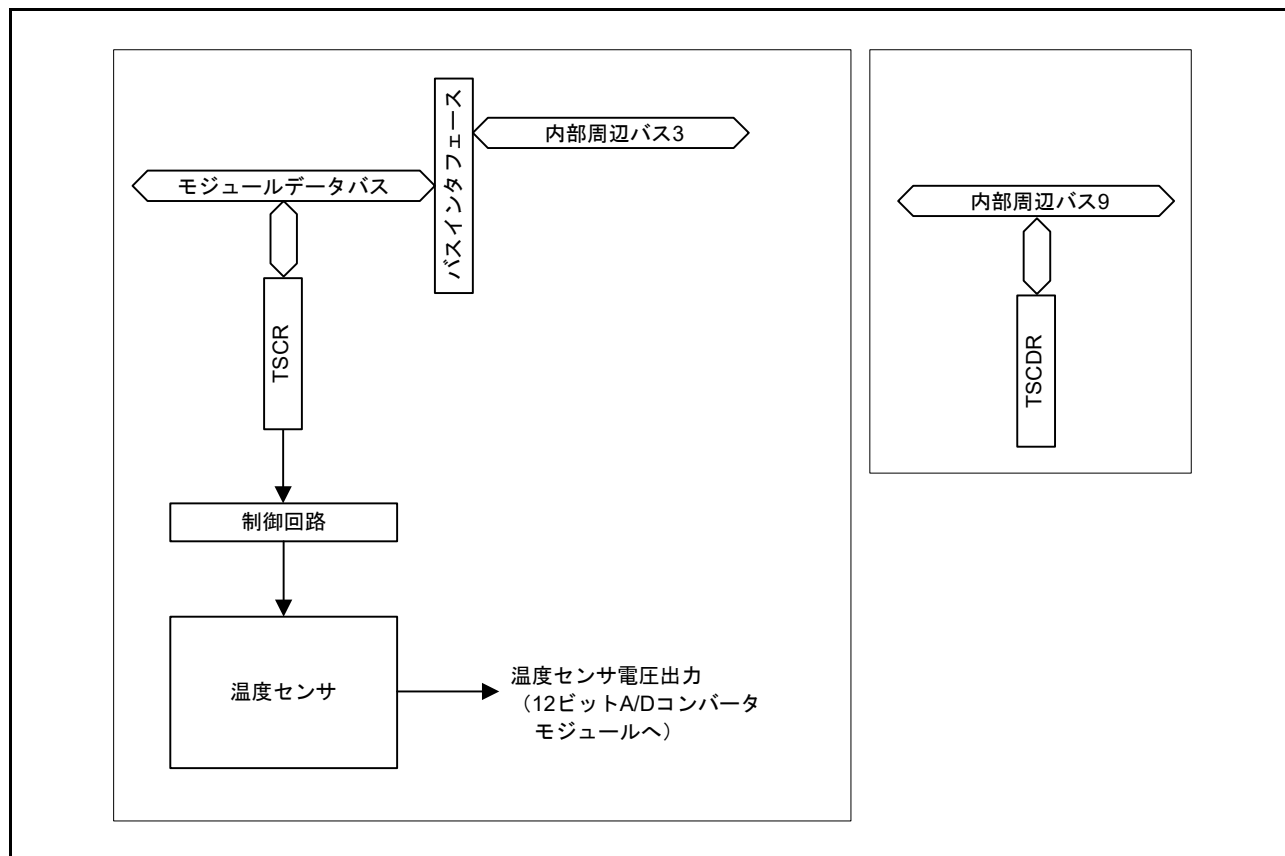 バスインタフェース
内部周辺バス3
モジュールデータバス
TSCR
制御回路
温度センサ
温度センサ電圧出力
（12ビットA/Dコンバータ
モジュールへ）
内部周辺バス9
TSCDR